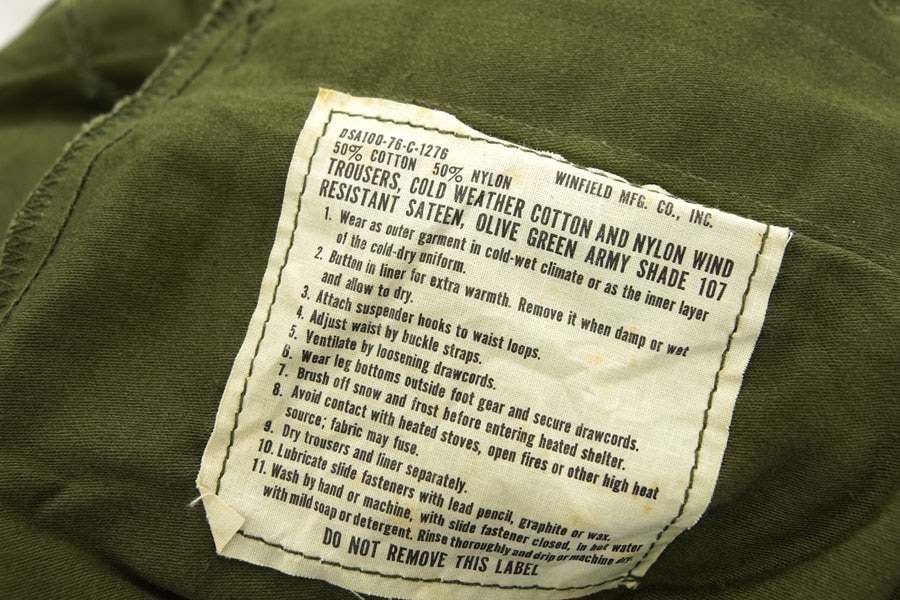 DSA100-76-C-1276
50% COTTON 50% NYLON WINFIELD MFG. CO., INC.
TROUSERS, COLD WEATHER COTTON AND NYLON WIND
RESISTANT SATEEN, OLIVE GREEN ARMY SHADE 107
1. Wear as outer garment in cold-wet climate or as the inner layer
of the cold-dry uniform.
2. Button in liner for extra warmth. Remove it when damp or wet
and allow to dry.
3. Attach suspender hooks to waist loops.
4. Adjust waist by buckle straps.
5. Ventilate by loosening drawcords.
6. Wear leg bottoms outside foot gear and secure drawcords.
7. Brush off snow and frost before entering heated shelter.
8. Avoid contact with heated stoves, open fires or other high heat
source; fabric may fuse.
9. Dry trousers and liner separately.
10. Lubricate slide fasteners with lead pencil, graphite or wax.
11. Wash by hand or machine, with slide fastener closed, in hot water
with mild soap or detergent. Rinse thoroughly and drip or machine dry.
DO NOT REMOVE THIS LABEL